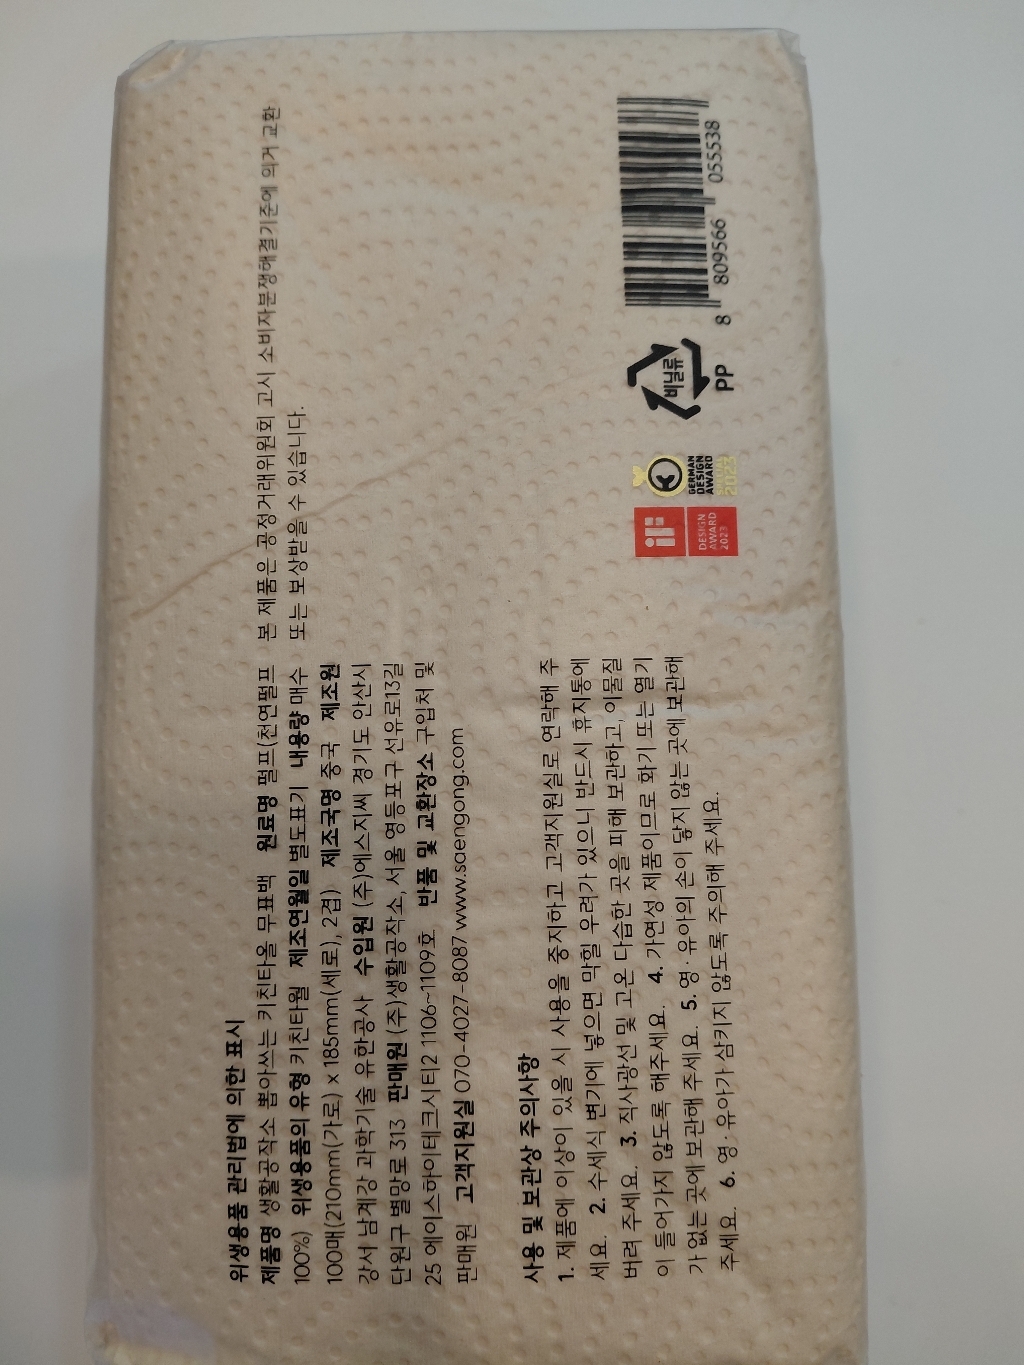 위생용품 관리법에 의한 표시
제품명 생활공작소 뽑아쓰는 키친타올 무표백 원료명 펄프(천연펄프
100%) 위생용품의 유형 키친타월 제조연월일 별도표기 내용량 매수
100매(210mm(가로) x 185mm(세로), 2겹) 제조국명 중국 제조원
강서 남계강 과학기술 유한공사 수입원 (주)에스지씨 경기도 안산시
단원구 별망로 313 판매원 (주)생활공작소, 서울 영등포구 선유로13길
25 에이스하이테크시티2 1106~1109호 반품 및 교환장소 구입처 및
판매원 고객지원실 070-4027-8087 www.saengong.com
본 제품은 공정거래위원회 고시 소비자분쟁해결기준에 의거 교환
또는 보상받을 수 있습니다.
사용 및 보관상 주의사항
1. 제품에 이상이 있을 시 사용을 중지하고 고객지원실로 연락해 주
세요. 2. 수세식 변기에 넣으면 막힐 우려가 있으니 반드시 휴지통에
버려 주세요. 3. 직사광선 및 고온 다습한 곳을 피해 보관하고, 이물질
이 들어가지 않도록 해주세요. 4. 가연성 제품이므로 화기 또는 열기
가 없는 곳에 보관해 주세요. 5. 영·유아의 손이 닿지 않는 곳에 보관해
주세요. 6. 영·유아가 삼키지 않도록 주의해 주세요.
iF
DESIGN
AWARD
2023
GERMAN
DESIGN
AWARD
SPECIAL
2023
비닐류
PP
8 809566 055538